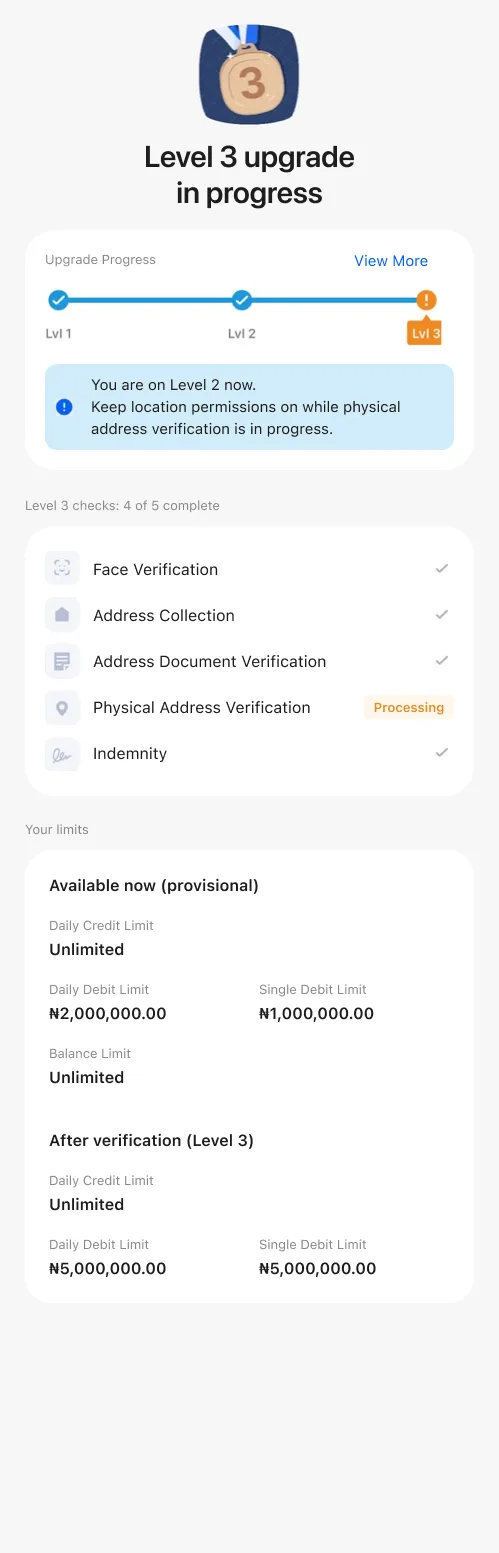 3
Level 3 upgrade
in progress
Upgrade Progress
View More
Lvl 1
Lvl 2
Lvl 3
You are on Level 2 now.
Keep location permissions on while physical
address verification is in progress.
Level 3 checks: 4 of 5 complete
Face Verification
Address Collection
Address Document Verification
Physical Address Verification
Processing
Indemnity
Your limits
Available now (provisional)
Daily Credit Limit
Unlimited
Daily Debit Limit
Single Debit Limit
₦2,000,000.00
₦1,000,000.00
Balance Limit
Unlimited
After verification (Level 3)
Daily Credit Limit
Unlimited
Daily Debit Limit
Single Debit Limit
₦5,000,000.00
₦5,000,000.00